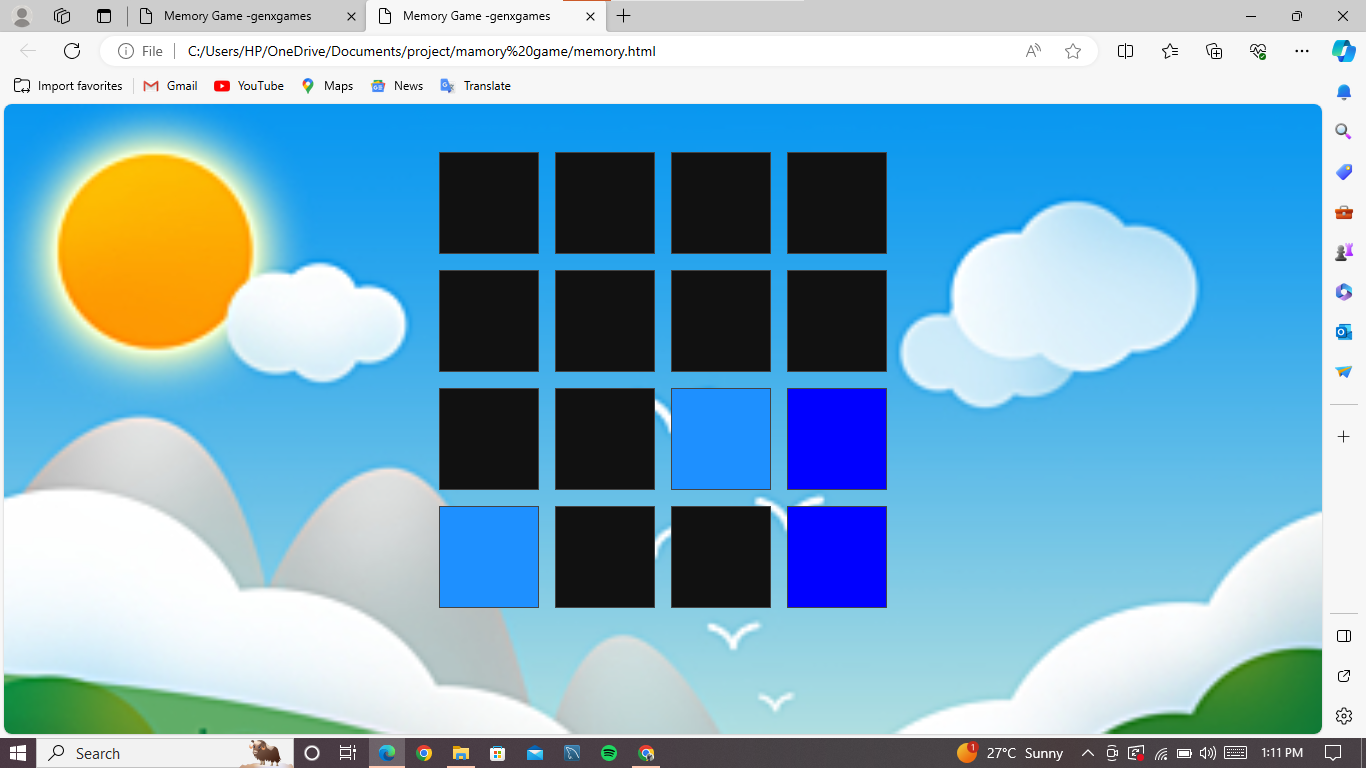 Memory Game -genxgames
Memory Game -genxgames
File
C:/Users/HP/OneDrive/Documents/project/mamory%20game/memory.html
A
Import favorites
Gmail
YouTube
Maps
News
Translate
Search
1
27°C Sunny
1:11 PM